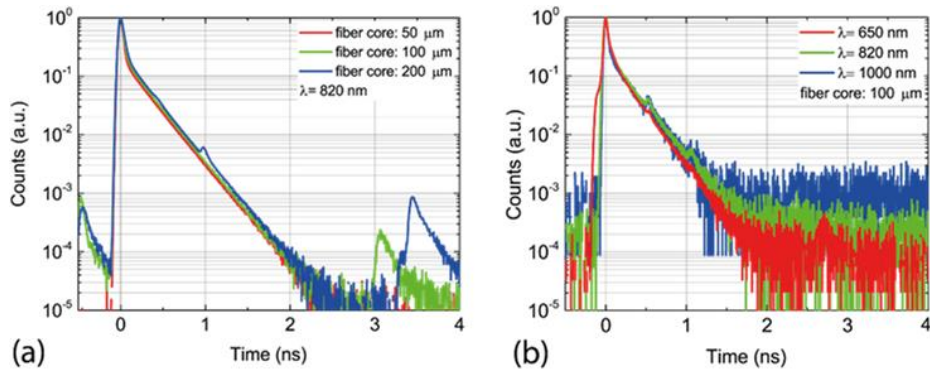 10⁰
10⁻¹
10⁻²
10⁻³
10⁻⁴
10⁻⁵
Counts (a.u.)
fiber core: 50 μm
fiber core: 100 μm
fiber core: 200 μm
λ= 820 nm
0 1 2 3 4
Time (ns)
(a)
10⁰
10⁻¹
10⁻²
10⁻³
10⁻⁴
10⁻⁵
Counts (a.u.)
λ= 650 nm
λ= 820 nm
λ= 1000 nm
fiber core: 100 μm
0 1 2 3 4
Time (ns)
(b)